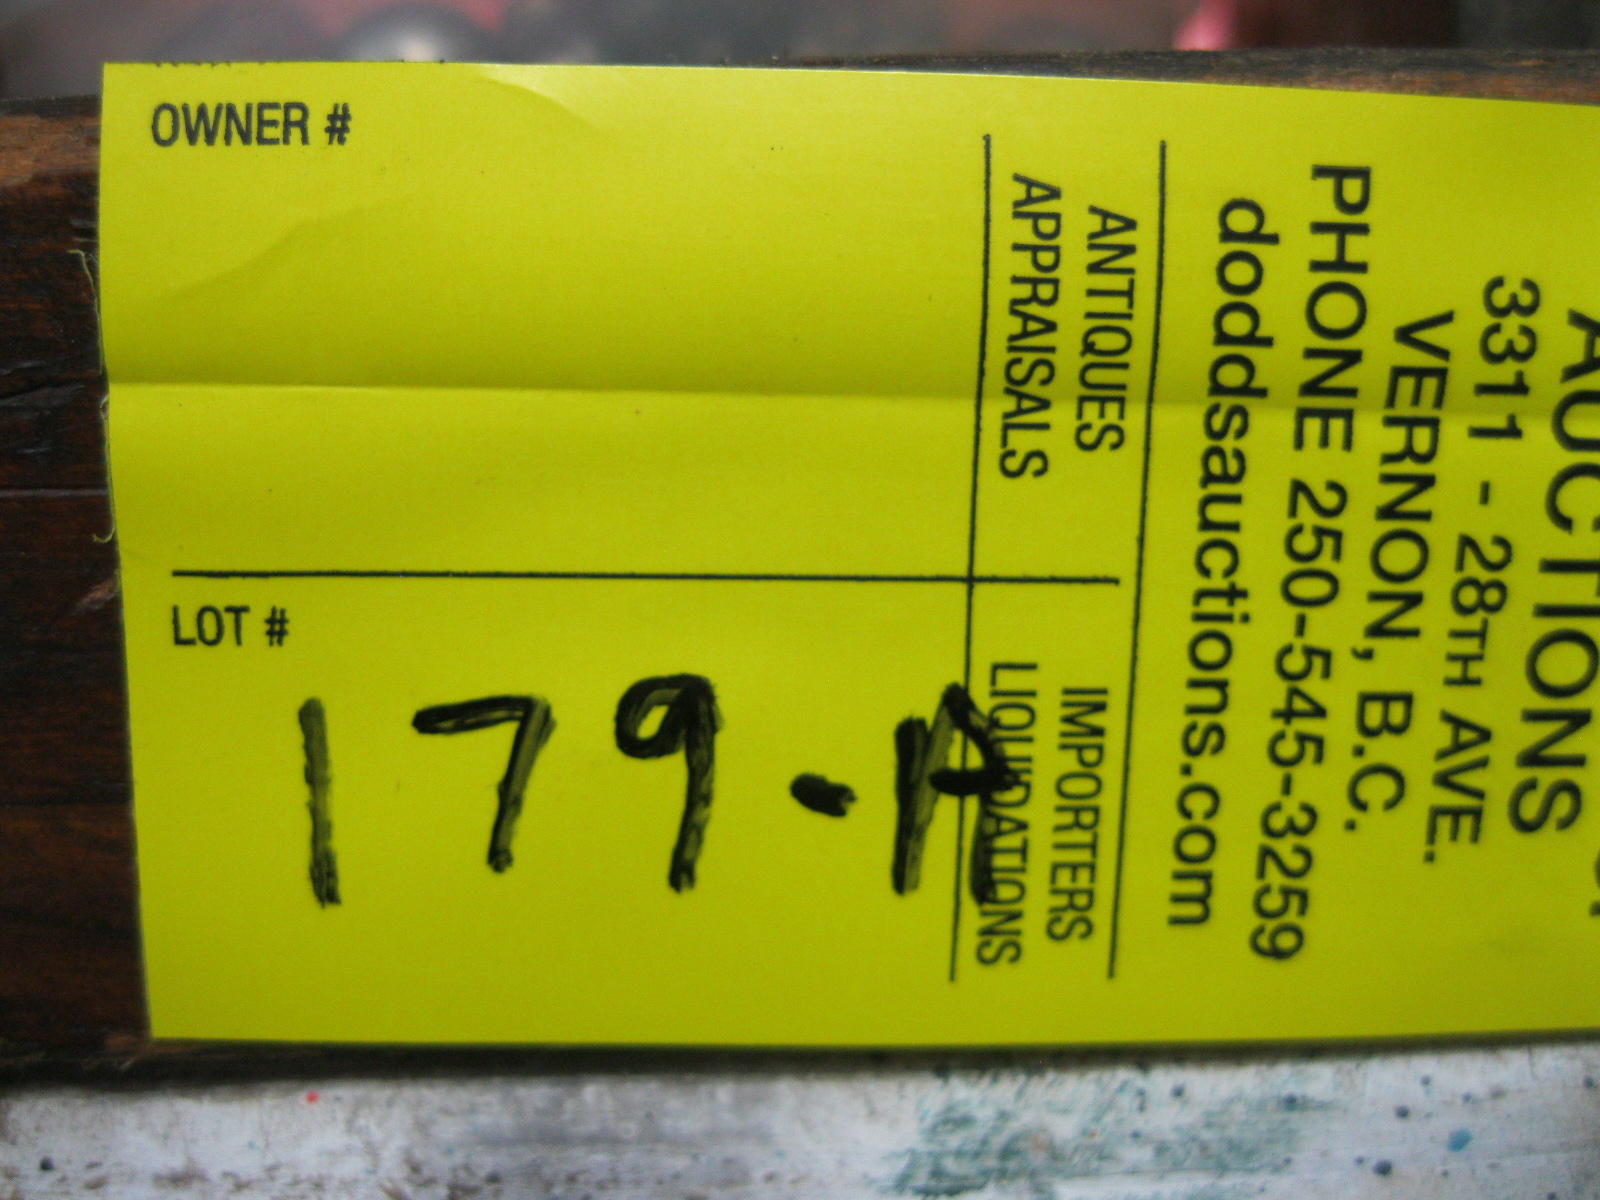 AUCTIONS
3311 - 28TH AVE.
VERNON, B.C.
PHONE 250-545-3259
doddsauctions.com
ANTIQUES IMPORTERS
APPRAISALS LIQUIDATIONS
OWNER #
LOT #
179-A